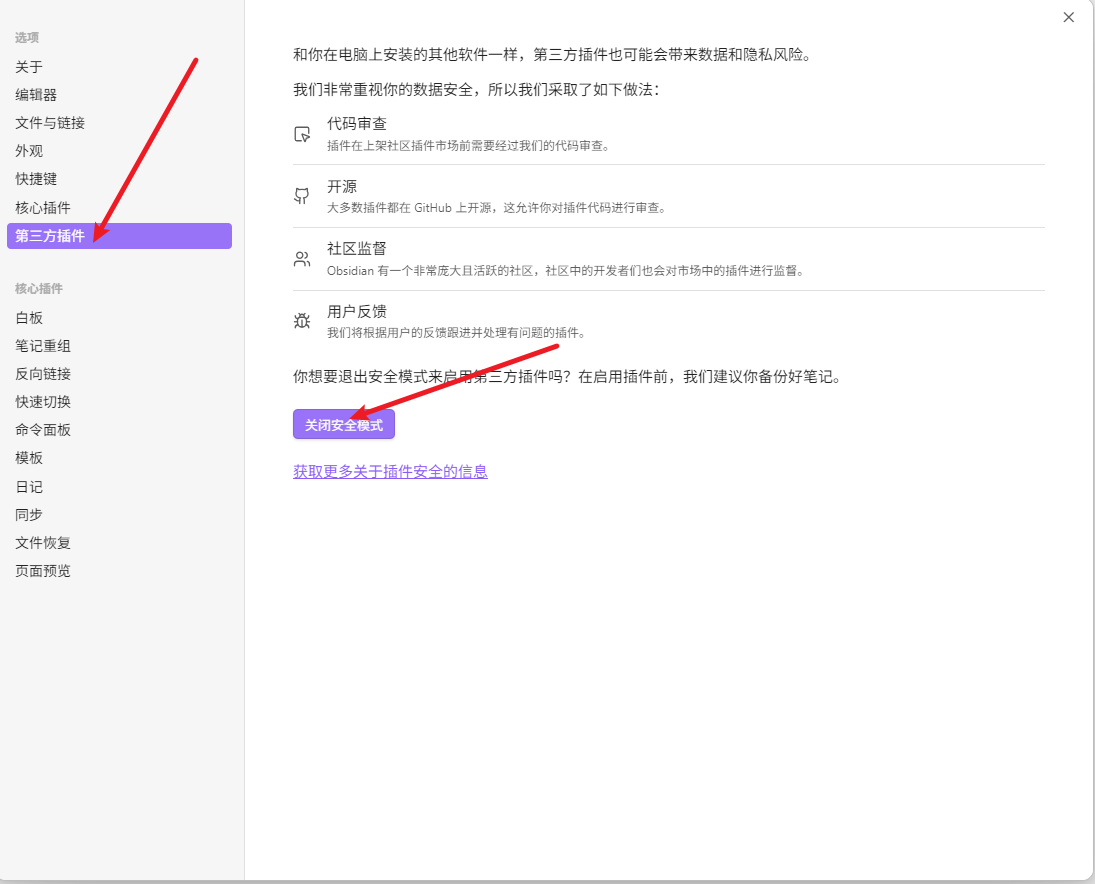 选项
关于
编辑器
文件与链接
外观
快捷键
核心插件
第三方插件
核心插件
白板
笔记重组
反向链接
快速切换
命令面板
模板
日记
同步
文件恢复
页面预览
和你在电脑上安装的其他软件一样，第三方插件也可能会带来数据和隐私风险。
我们非常重视你的数据安全，所以我们采取了如下做法：
代码审查
插件在上架社区插件市场前需要经过我们的代码审查。
开源
大多数插件都在 GitHub 上开源，这允许你对插件代码进行审查。
社区监督
Obsidian 有一个非常庞大且活跃的社区，社区中的开发者们也会对市场中的插件进行监督。
用户反馈
我们将根据用户的反馈跟进并处理有问题的插件。
你想要退出安全模式来启用第三方插件吗？在启用插件前，我们建议你备份好笔记。
关闭安全模式
获取更多关于插件安全的信息